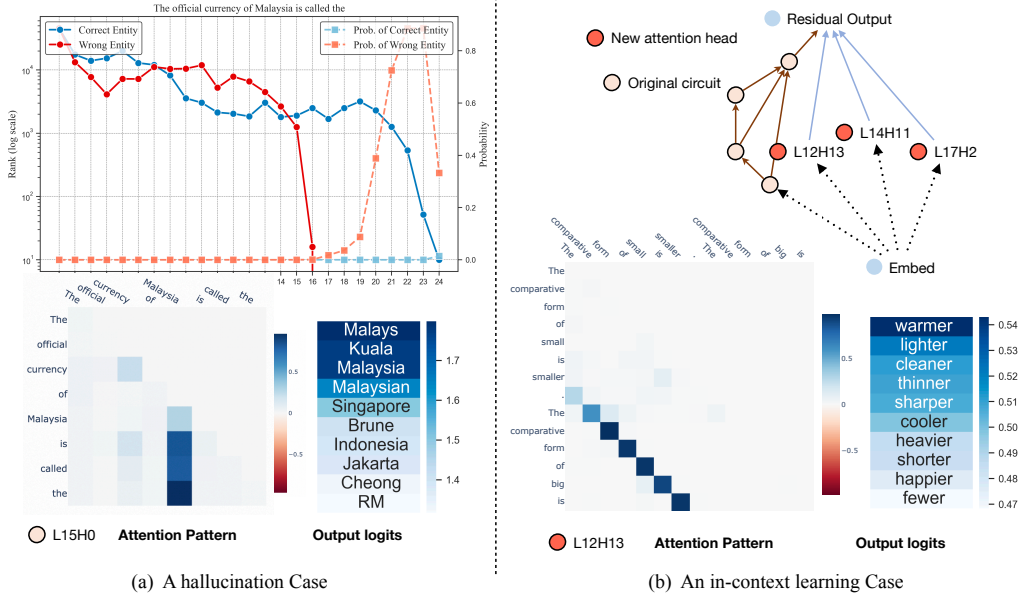 The official currency of Malaysia is called the
Correct Entity
Wrong Entity
Prob. of Correct Entity
Prob. of Wrong Entity
Rank (log scale)
10⁴
10³
10²
10¹
Probability
0.8
0.6
0.4
0.2
0.0
14 15 16 17 18 19 20 21 22 23 24
The official currency of Malaysia is called the
The
official
currency
of
Malaysia
is
called
the
0.5
0
−0.5
Malays
Kuala
Malaysia
Malaysian
Singapore
Brune
Indonesia
Jakarta
Cheong
RM
1.7
1.6
1.5
1.4
L15H0
Attention Pattern
Output logits
(a) A hallucination Case
Residual Output
New attention head
Original circuit
L12H13
L14H11
L17H2
Embed
The comparative form of small is smaller . The comparative form of big is
The
comparative
form
of
small
is
smaller
.
The
comparative
form
of
big
is
0.5
0
−0.5
warmer
lighter
cleaner
thinner
sharper
cooler
heavier
shorter
happier
fewer
0.54
0.53
0.52
0.51
0.50
0.49
0.48
0.47
L12H13
Attention Pattern
Output logits
(b) An in-context learning Case